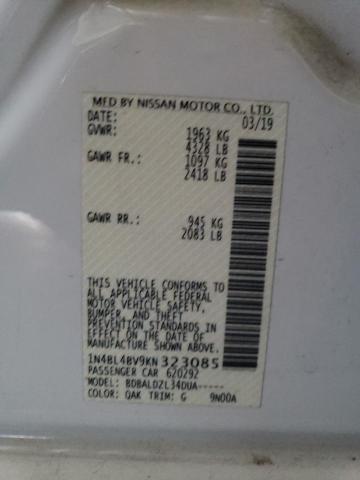 MFD BY NISSAN MOTOR CO., LTD.
DATE: 03/19
GVWR: 1963 KG
4328 LB
GAWR FR.: 1097 KG
2418 LB
GAWR RR.: 945 KG
2083 LB
THIS VEHICLE CONFORMS TO
ALL APPLICABLE FEDERAL
MOTOR VEHICLE SAFETY,
BUMPER, AND THEFT
PREVENTION STANDARDS IN
EFFECT ON THE DATE OF
MANUFACTURE SHOWN ABOVE.
1N4BL4BV9KN323085
PASSENGER CAR 620292
MODEL: BDBALDZL34DUA-----
COLOR: QAK TRIM: G 9N00A